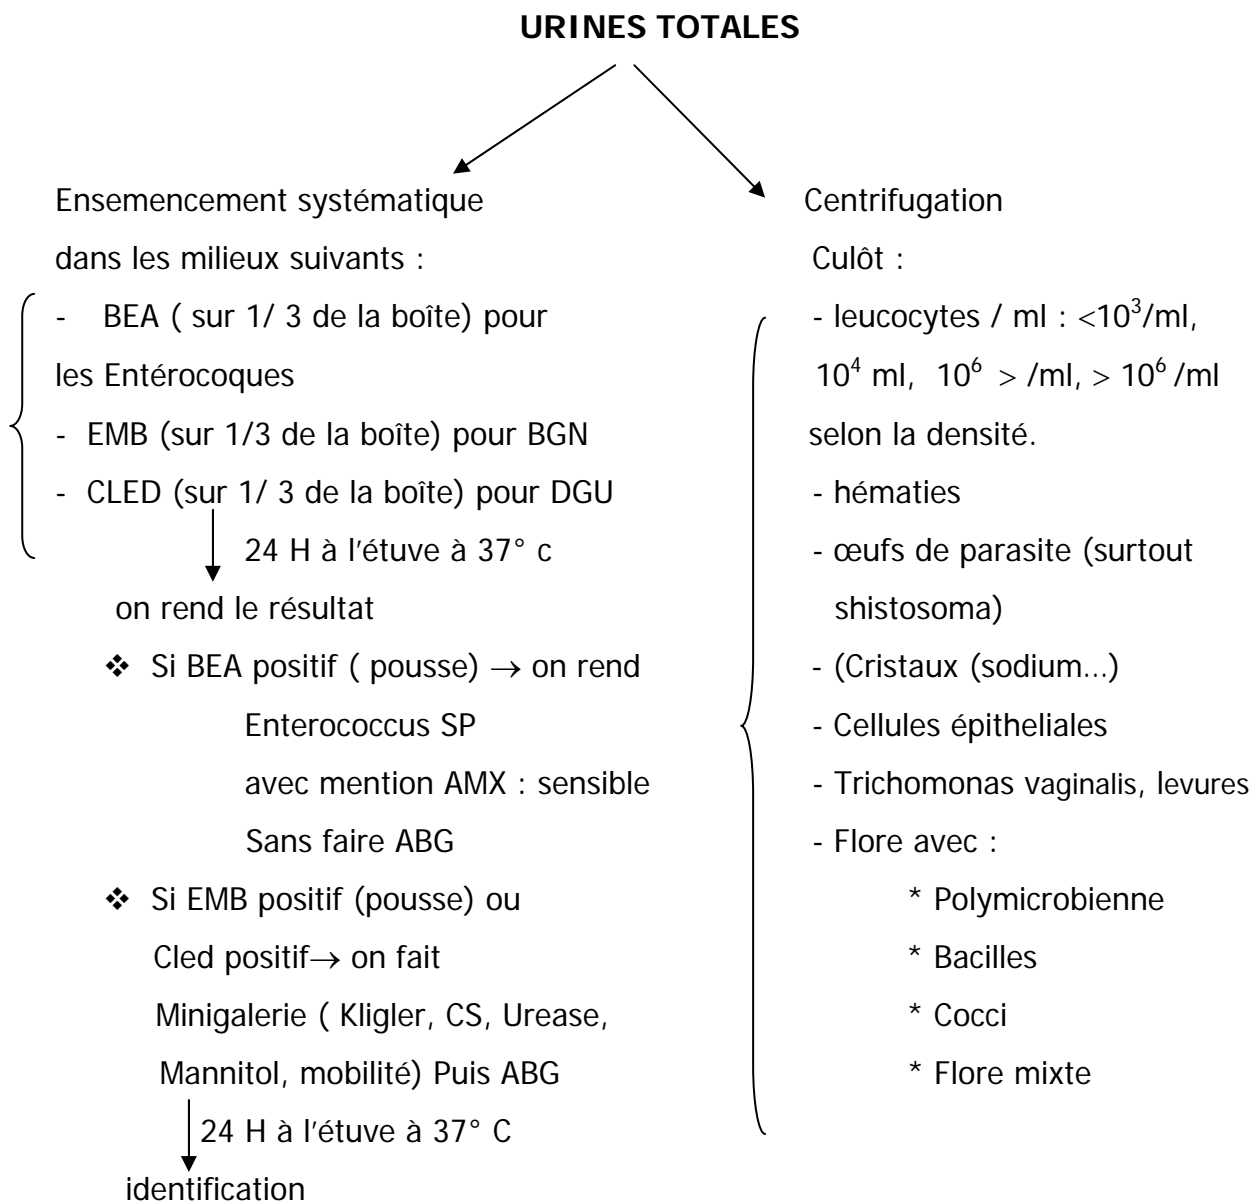 URINES TOTALES
Ensemencement systématique
dans les milieux suivants :
- BEA ( sur 1/ 3 de la boîte) pour
les Entérocoques
- EMB (sur 1/3 de la boîte) pour BGN
- CLED (sur 1/ 3 de la boîte) pour DGU
24 H à l'étuve à 37° c
on rend le résultat
❖ Si BEA positif ( pousse) → on rend
Enterococcus SP
avec mention AMX : sensible
Sans faire ABG
❖ Si EMB positif (pousse) ou
Cled positif→ on fait
Minigalerie ( Kligler, CS, Urease,
Mannitol, mobilité) Puis ABG
24 H à l'étuve à 37° C
identification
Centrifugation
Culôt :
- leucocytes / ml : <10³/ml,
10⁴ ml, 10⁶ > /ml, > 10⁶ /ml
selon la densité.
- hématies
- œufs de parasite (surtout
shistosoma)
- (Cristaux (sodium...)
- Cellules épitheliales
- Trichomonas vaginalis, levures
- Flore avec :
* Polymicrobienne
* Bacilles
* Cocci
* Flore mixte